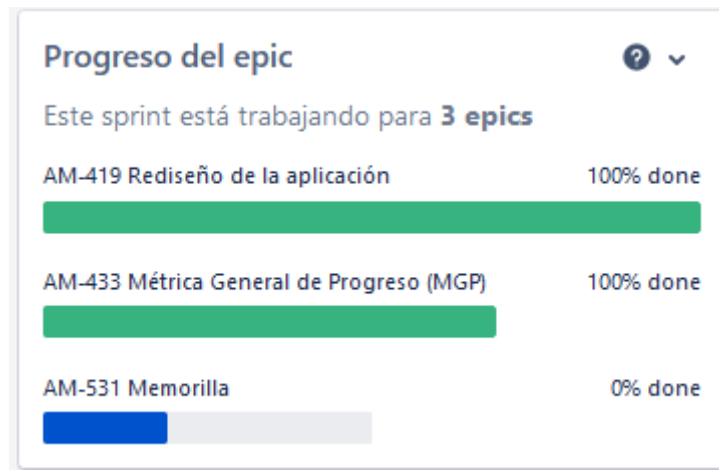 Progreso del epic
Este sprint está trabajando para 3 epics
AM-419 Rediseño de la aplicación 100% done
AM-433 Métrica General de Progreso (MGP) 100% done
AM-531 Memorilla 0% done